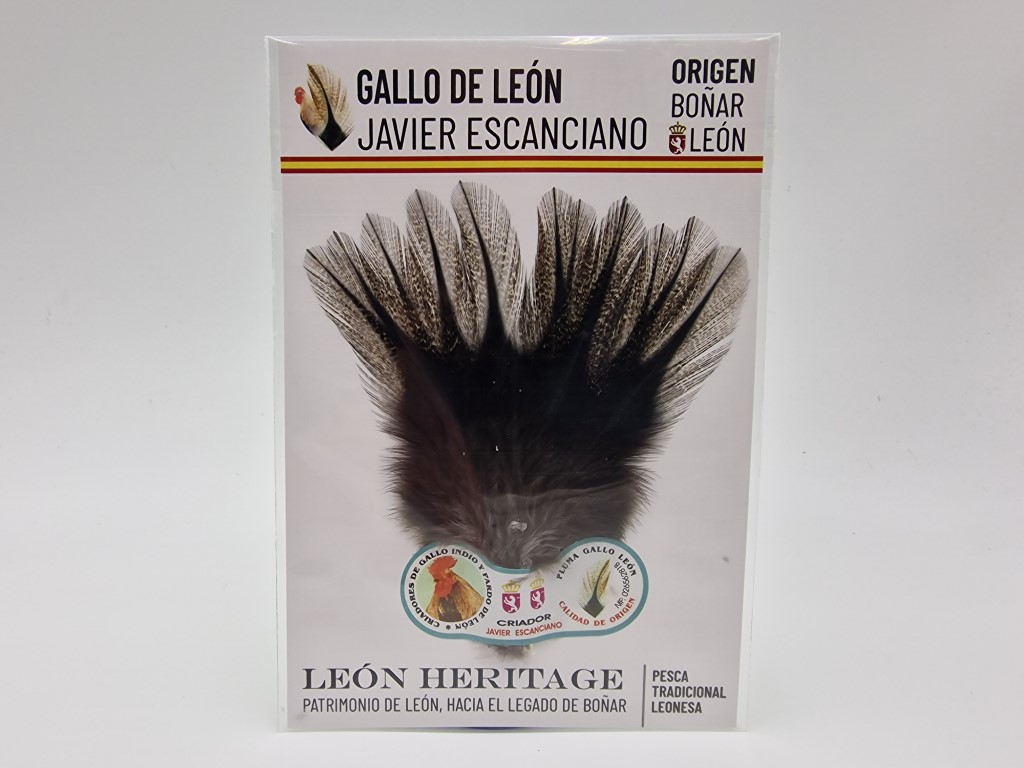 GALLO DE LEÓN
JAVIER ESCANCIANO
ORIGEN
BOÑAR
LEÓN
CRIADORES DE GALLO INDIO Y PARDO DE LEÓN *
CRIADOR
JAVIER ESCANCIANO
PLUMA GALLO LEÓN
CALIDAD DE ORIGEN
LEÓN HERITAGE
PATRIMONIO DE LEÓN, HACIA EL LEGADO DE BOÑAR
PESCA
TRADICIONAL
LEONESA